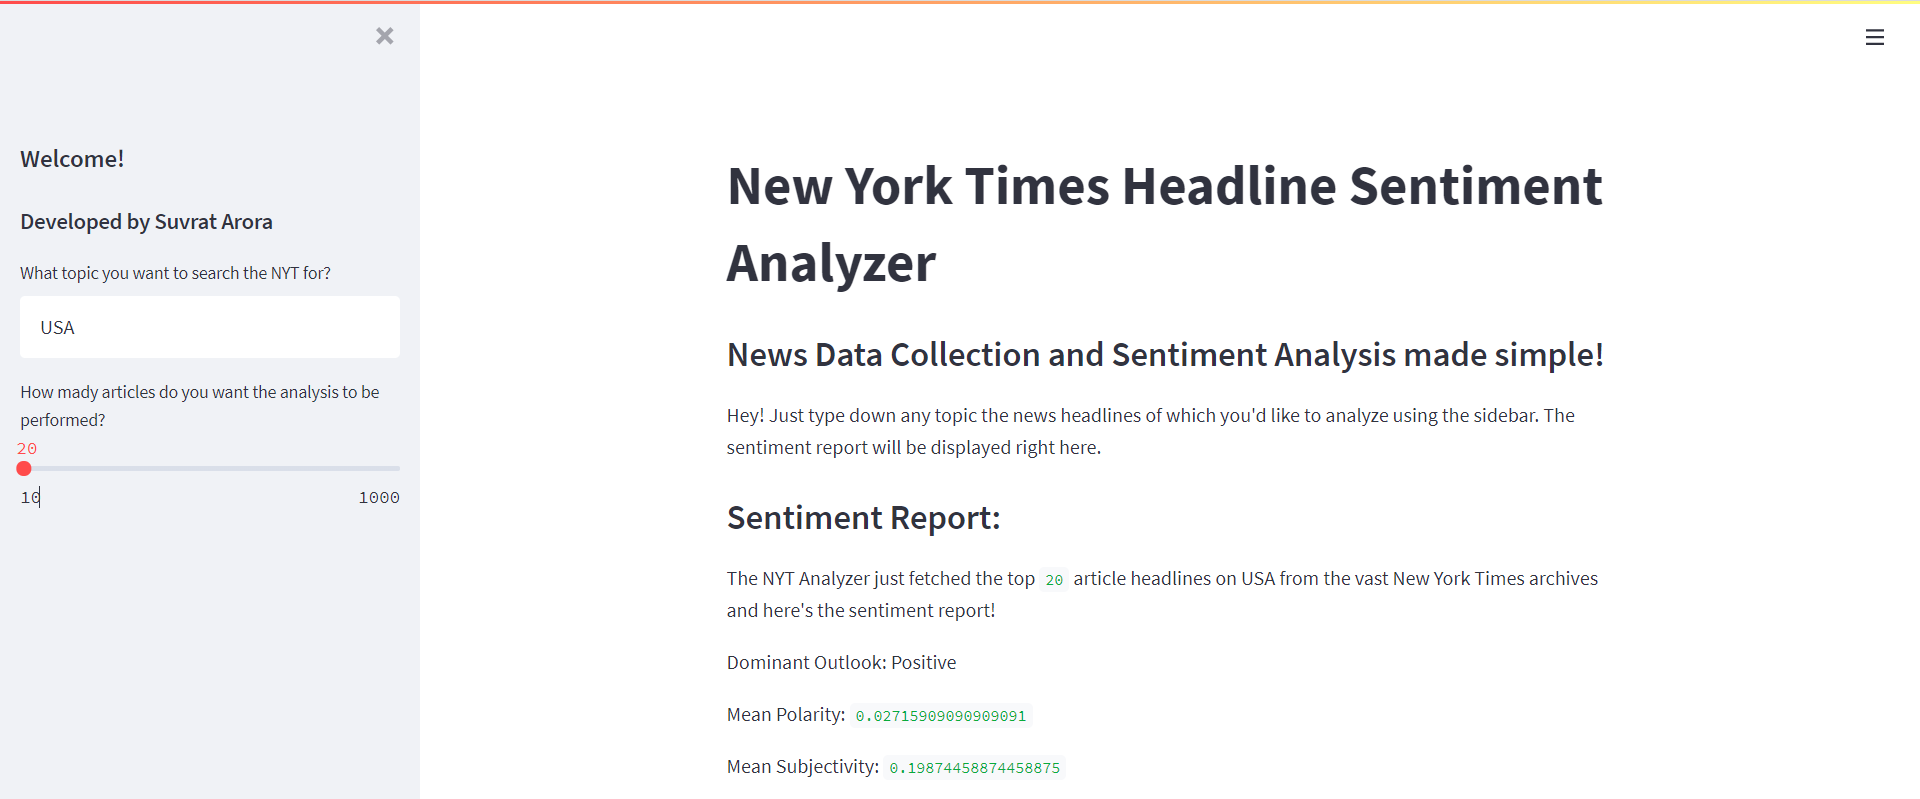 Welcome!
Developed by Suvrat Arora
What topic you want to search the NYT for?
USA
How mady articles do you want the analysis to be
performed?
20
10
1000
New York Times Headline Sentiment
Analyzer
News Data Collection and Sentiment Analysis made simple!
Hey! Just type down any topic the news headlines of which you'd like to analyze using the sidebar. The
sentiment report will be displayed right here.
Sentiment Report:
The NYT Analyzer just fetched the top 20 article headlines on USA from the vast New York Times archives
and here's the sentiment report!
Dominant Outlook: Positive
Mean Polarity: 0.02715909090909091
Mean Subjectivity: 0.19874458874458875